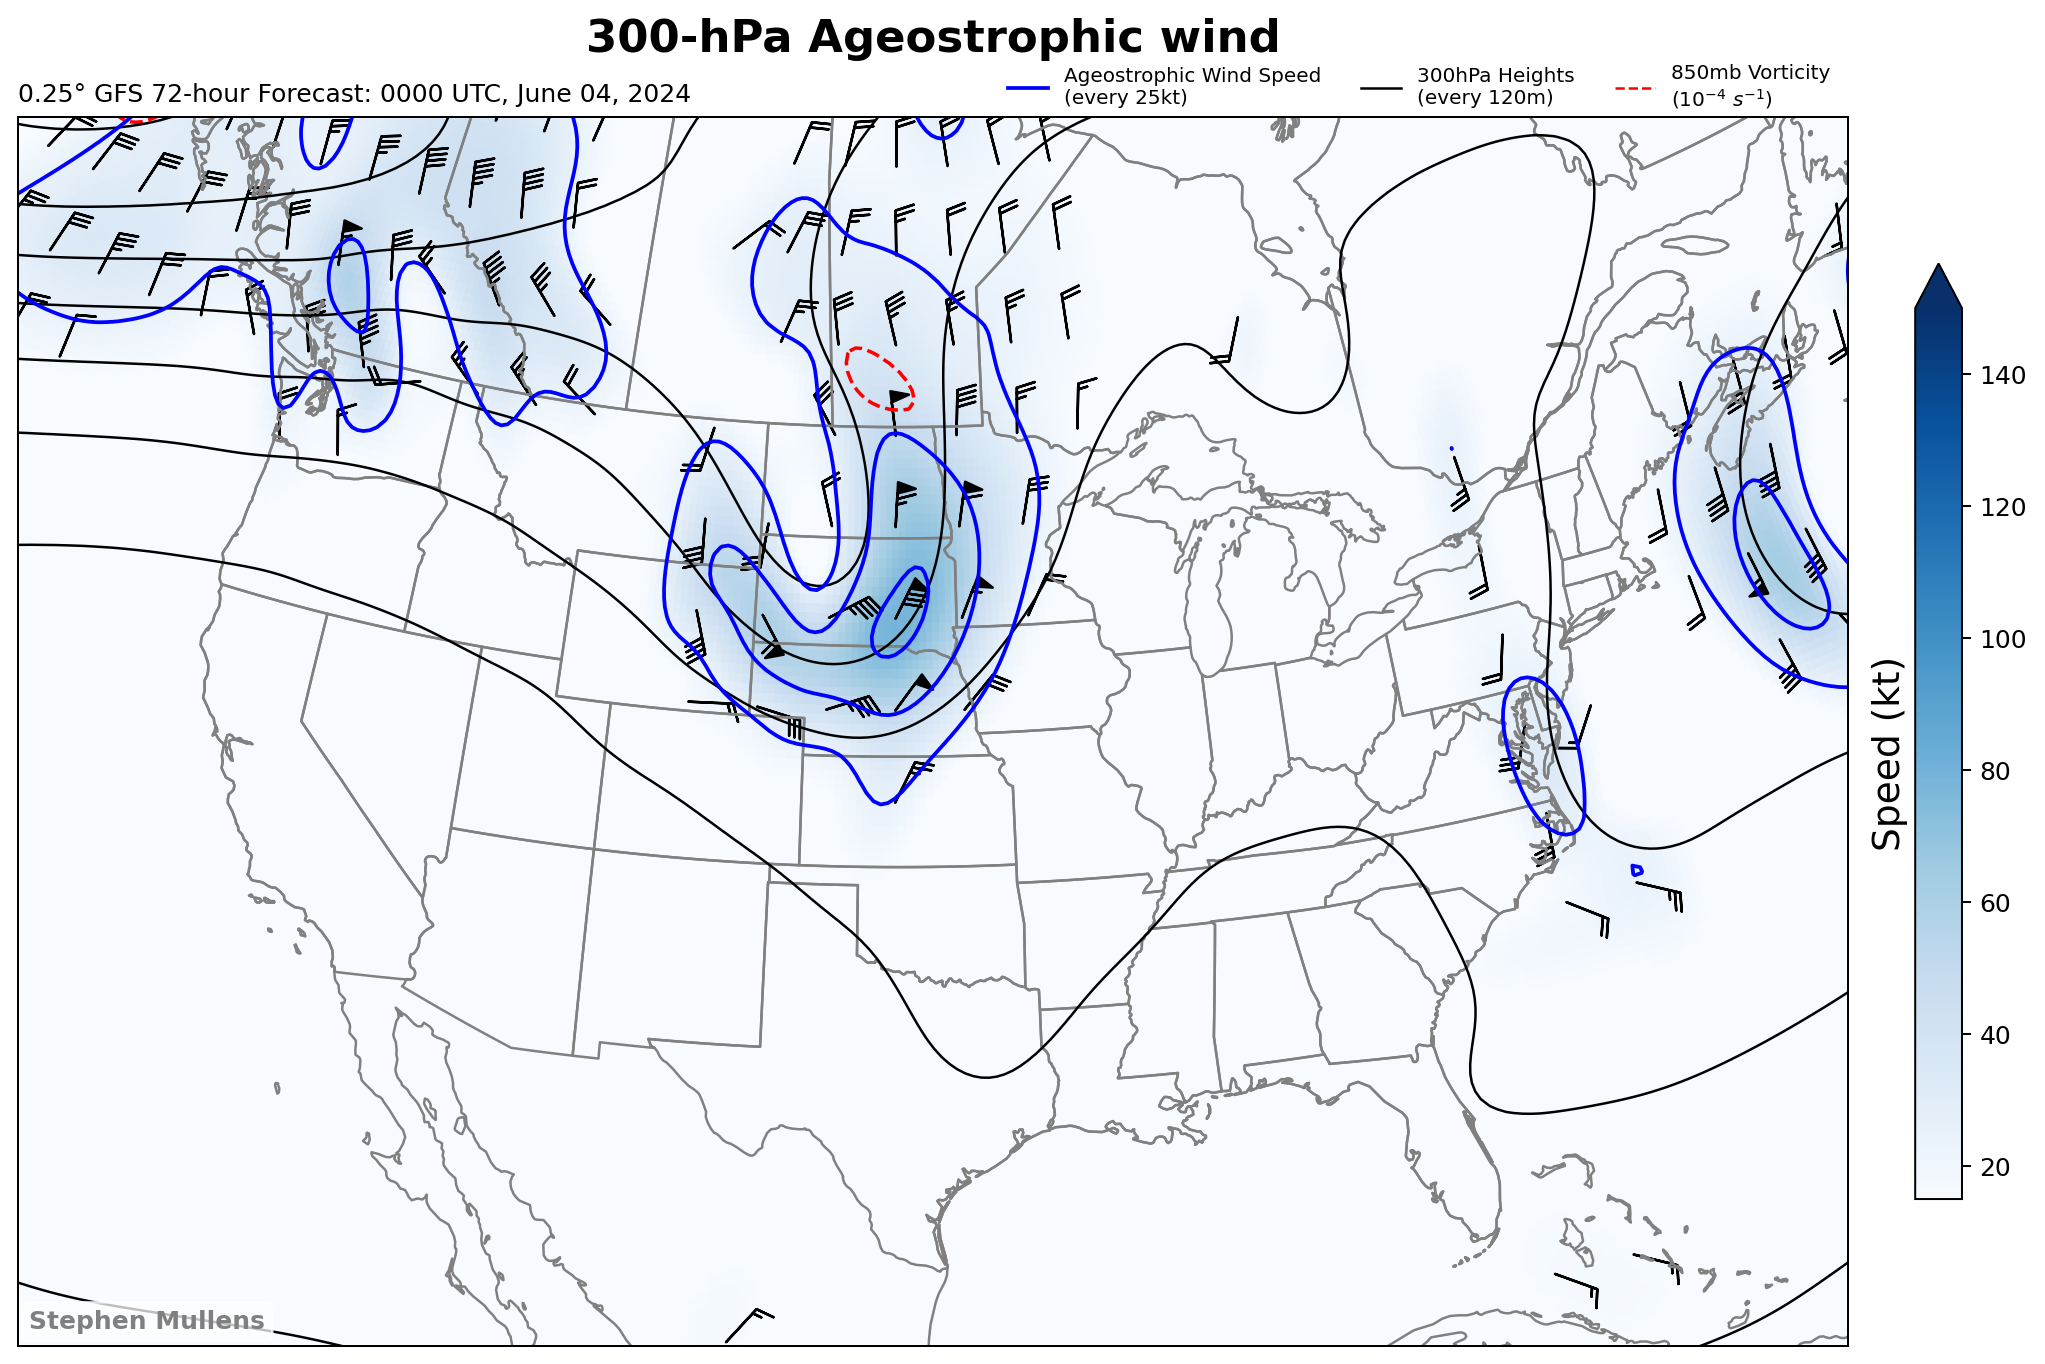 300-hPa Ageostrophic wind
0.25° GFS 72-hour Forecast: 0000 UTC, June 04, 2024
Ageostrophic Wind Speed
(every 25kt)
300hPa Heights
(every 120m)
850mb Vorticity
(10⁻⁴ s⁻¹)
140
120
100
80
60
40
20
Speed (kt)
Stephen Mullens